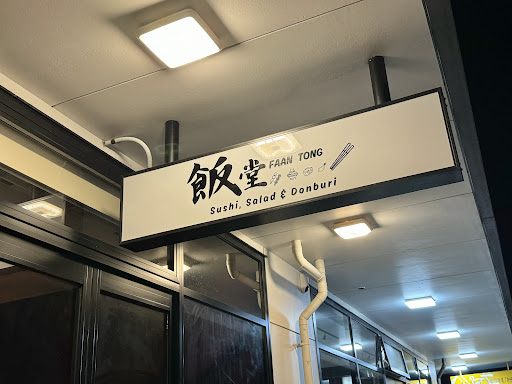 飯堂 FAAN TONG
Sushi, Salad & Donburi